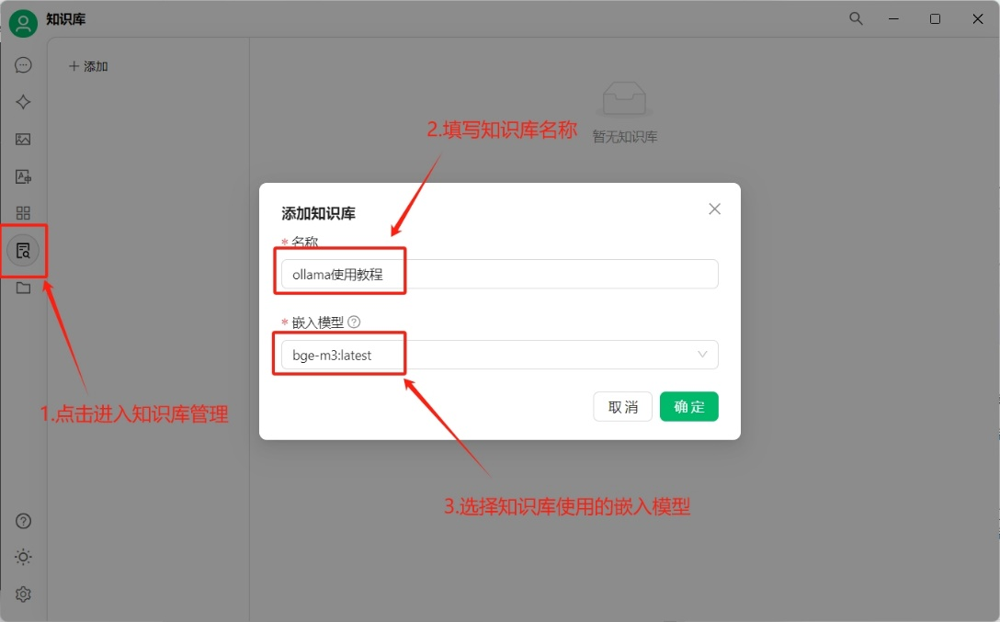 知识库
添加
2.填写知识库名称
暂无知识库
添加知识库
* 名称
ollama使用教程
* 嵌入模型
bge-m3:latest
取消
确定
1.点击进入知识库管理
3.选择知识库使用的嵌入模型